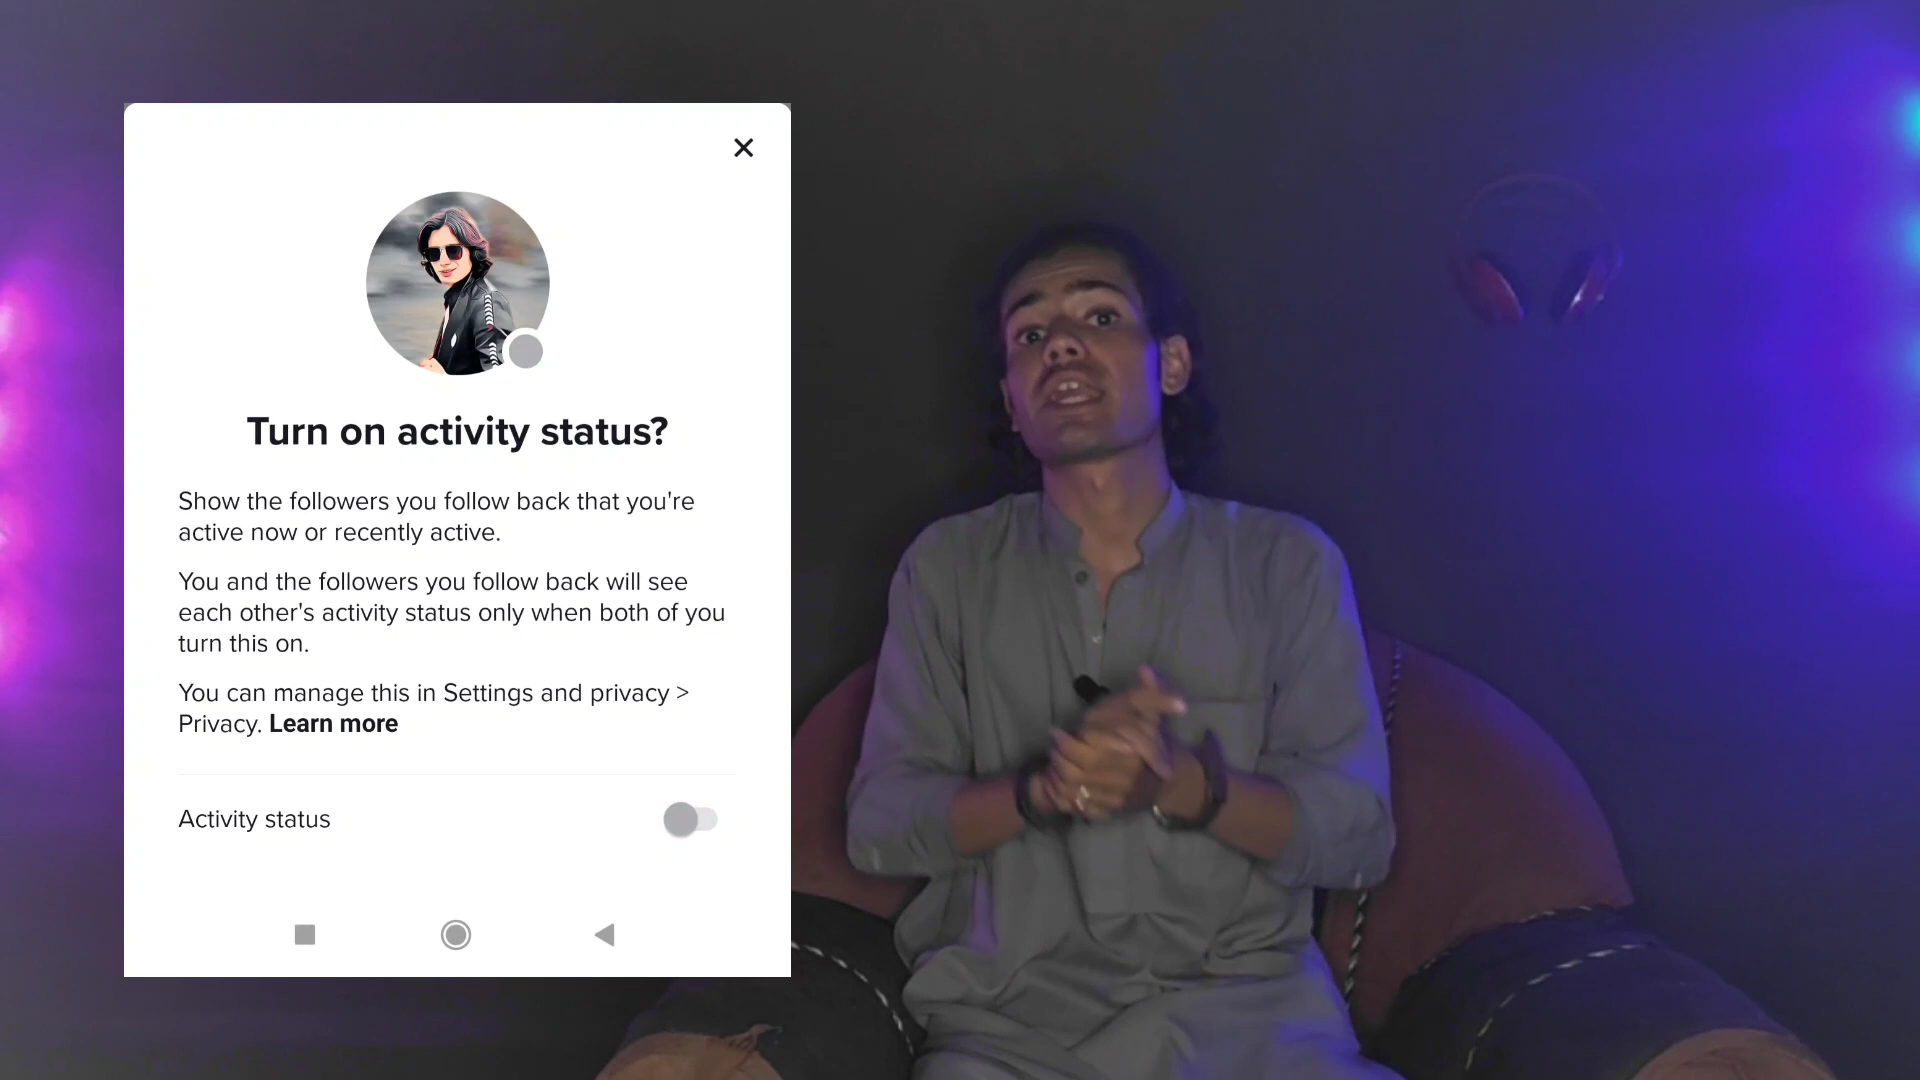 Turn on activity status?
Show the followers you follow back that you're
active now or recently active.
You and the followers you follow back will see
each other's activity status only when both of you
turn this on.
You can manage this in Settings and privacy >
Privacy. Learn more
Activity status